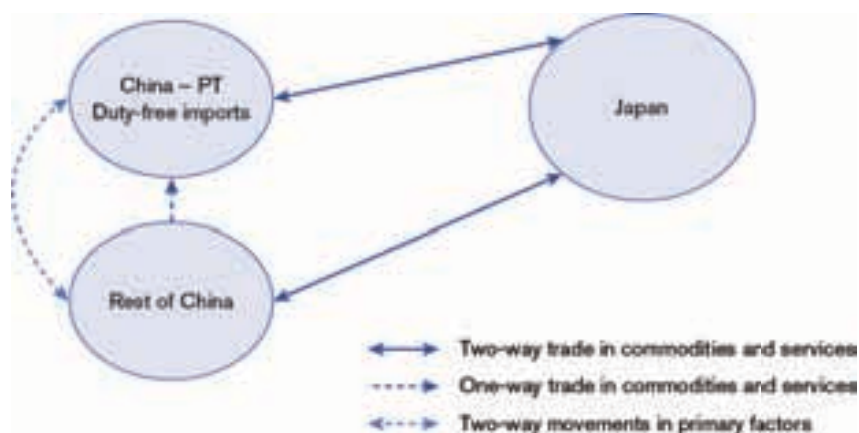 China – PT
Duty-free imports
Japan
Rest of China
Two-way trade in commodities and services
One-way trade in commodities and services
Two-way movements in primary factors